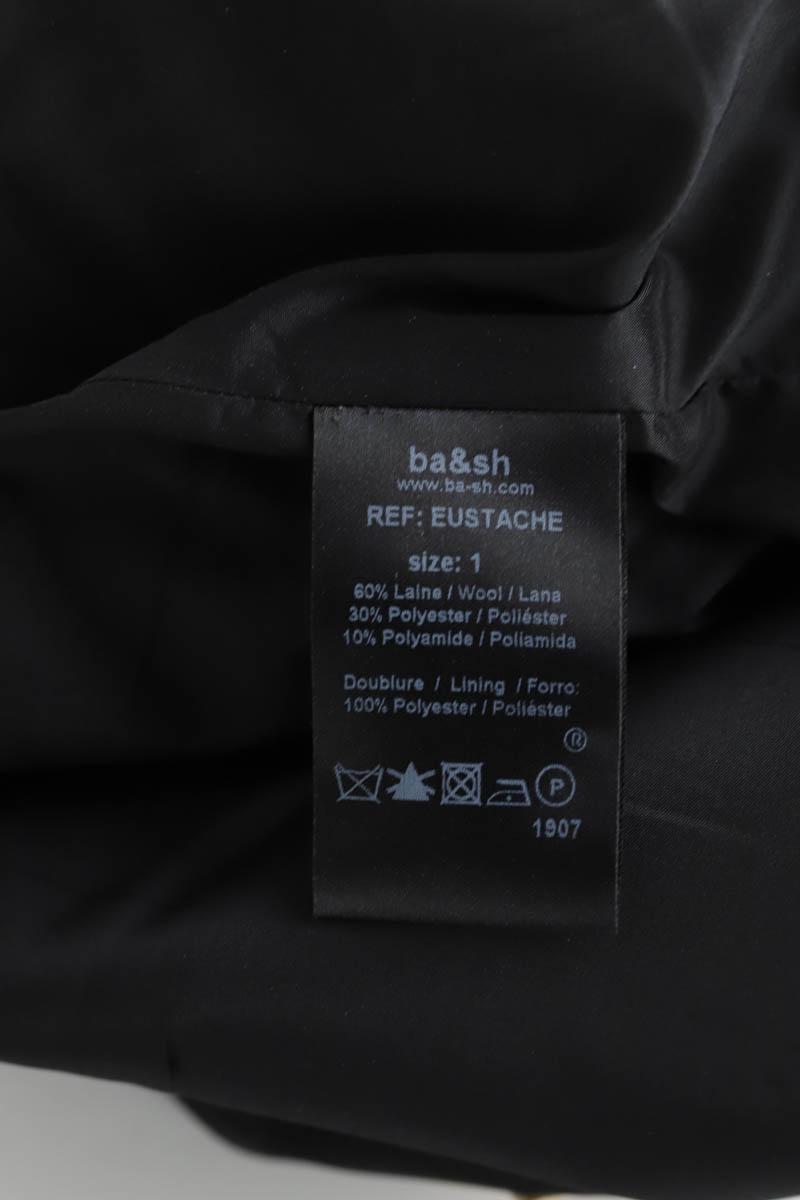 ba&sh
www.ba-sh.com
REF: EUSTACHE
size: 1
60% Laine / Wool / Lana
30% Polyester / Poliéster
10% Polyamide / Poliamida
Doublure / Lining / Forro:
100% Polyester / Poliéster
®
P
1907